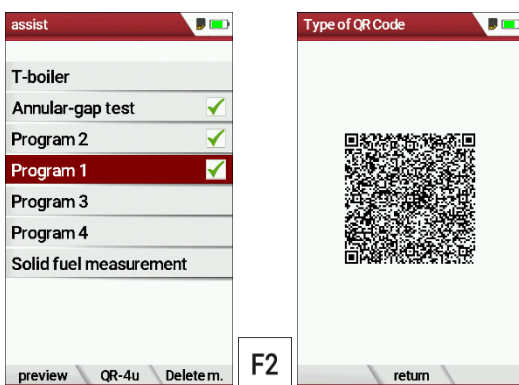 assist
T-boiler
Annular-gap test
Program 2
Program 1
Program 3
Program 4
Solid fuel measurement
preview QR-4u Delete m.
F2
Type of QR Code
return